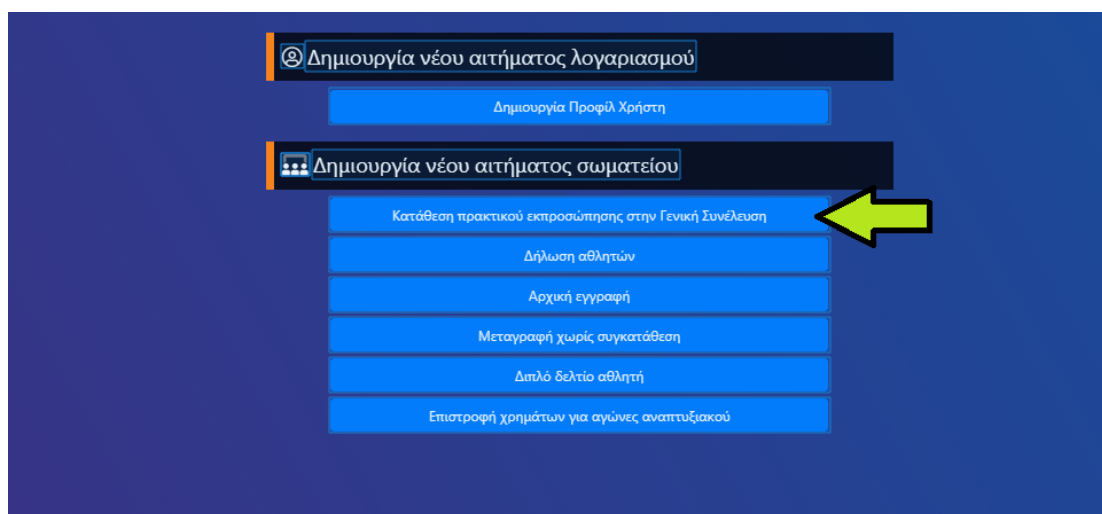 Δημιουργία νέου αιτήματος λογαριασμού
Δημιουργία Προφίλ Χρήστη
Δημιουργία νέου αιτήματος σωματείου
Κατάθεση πρακτικού εκπροσώπησης στην Γενική Συνέλευση
Δήλωση αθλητών
Αρχική εγγραφή
Μεταγραφή χωρίς συγκατάθεση
Διπλό δελτίο αθλητή
Επιστροφή χρημάτων για αγώνες αναπτυξιακού